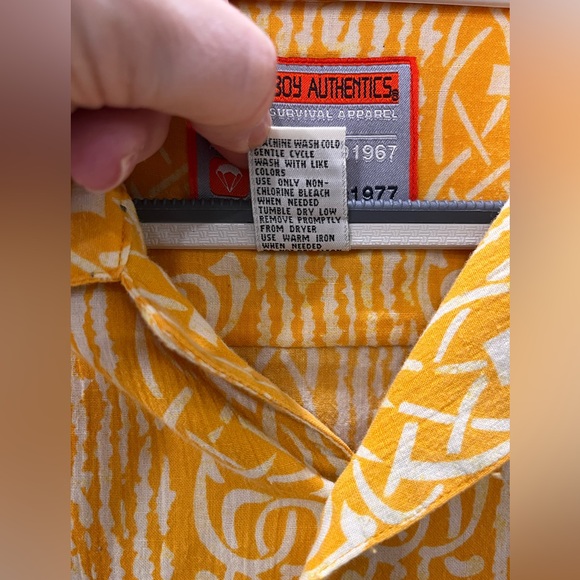 BOY AUTHENTICS®
SURVIVAL APPAREL
1967
1977
MACHINE WASH COLD
GENTLE CYCLE
WASH WITH LIKE
COLORS
USE ONLY NON-
CHLORINE BLEACH
WHEN NEEDED
TUMBLE DRY LOW
REMOVE PROMPTLY
FROM DRYER
USE WARM IRON
WHEN NEEDED